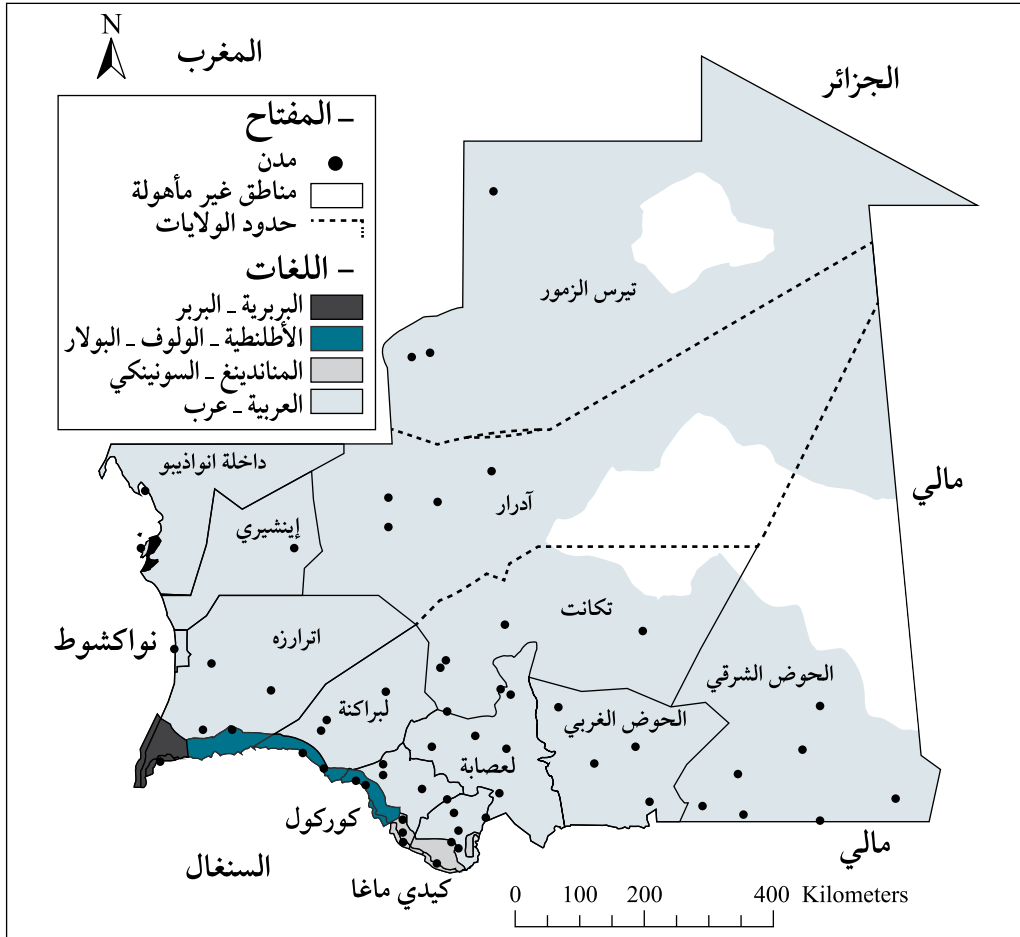 N
المغرب
الجزائر
المفتاح –
مدن
مناطق غير مأهولة
حدود الولايات
اللغات –
البربرية – البربر
الأطلنطية – الولوف – البولار
المناندينغ – السونينكي
العربية – عرب
تيرس الزمور
داخلة انواذيبو
إينشيري
آدرار
مالي
تكانت
نواكشوط
اترارزه
لبراكنة
الحوض الشرقي
الحوض الغربي
لعصابة
كوركول
السنغال
كيدي ماغا
مالي
0 100 200 400 Kilometers